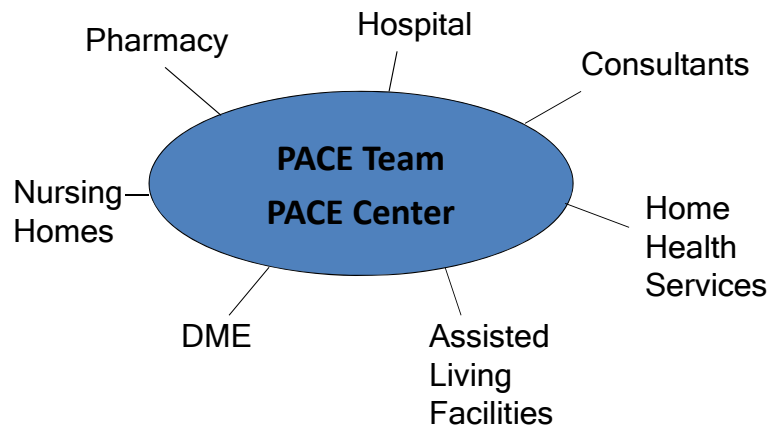 Hospital
Pharmacy
Consultants
PACE Team
PACE Center
Nursing
Homes
Home
Health
Services
DME
Assisted
Living
Facilities